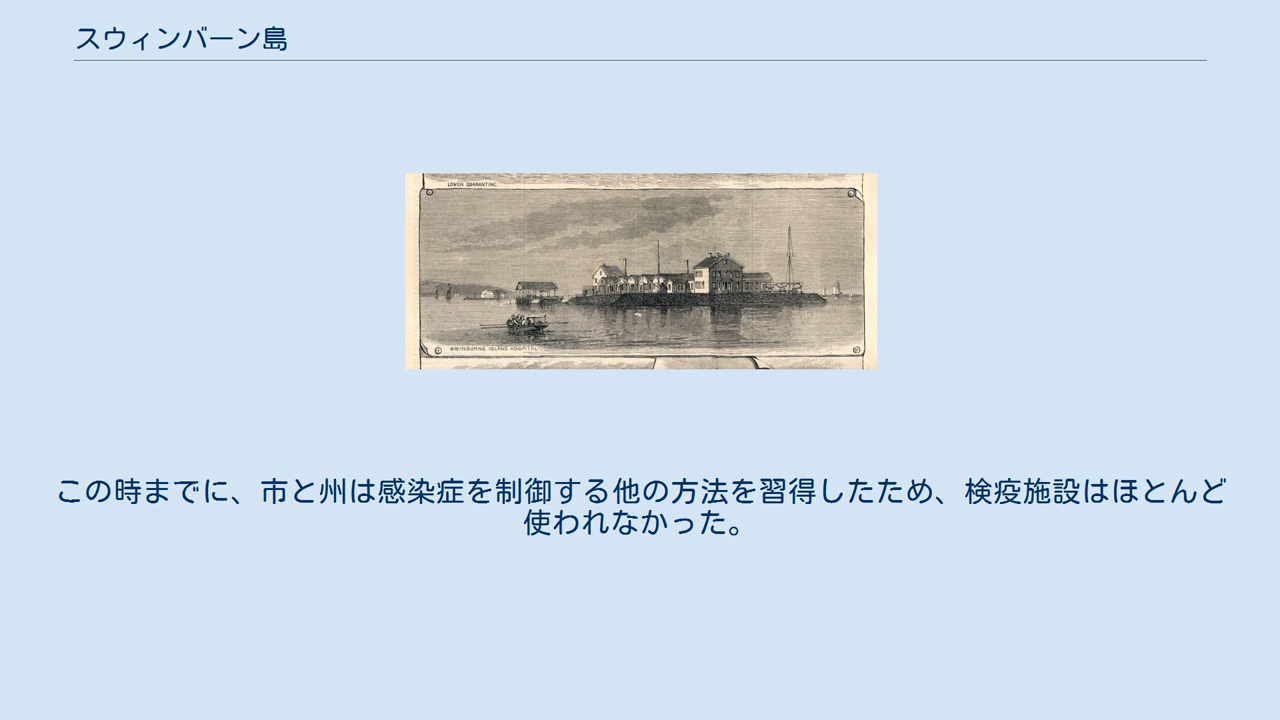 スウィンバーン島
LOWER QUARANTINE.
SWINBURNE ISLAND HOSPITAL
この時までに、市と州は感染症を制御する他の方法を習得したため、検疫施設はほとんど
使われなかった。